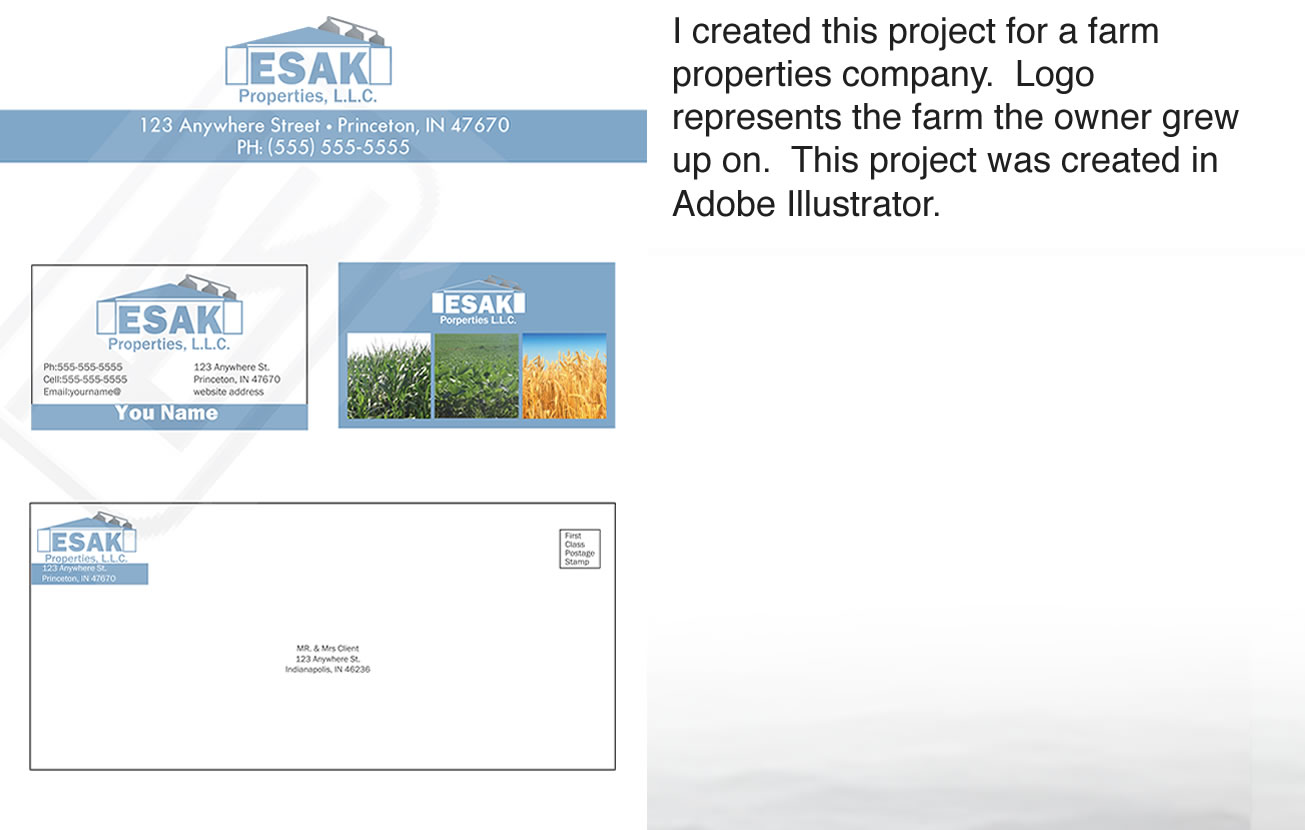 ESAK
Properties, L.L.C.
123 Anywhere Street • Princeton, IN 47670
PH: (555) 555-5555
I created this project for a farm
properties company.  Logo
represents the farm the owner grew
up on.  This project was created in
Adobe Illustrator.
ESAK
Properties, L.L.C.
Ph:555-555-5555
Cell:555-555-5555
Email:yourname@
123 Anywhere St.
Princeton, IN 47670
website address
You Name
ESAK
Porperties L.L.C.
ESAK
Properties, L.L.C.
123 Anywhere St.
Princeton, IN 47670
First
Class
Postage
Stamp
MR. & Mrs Client
123 Anywhere St.
Indianapolis, IN 46236